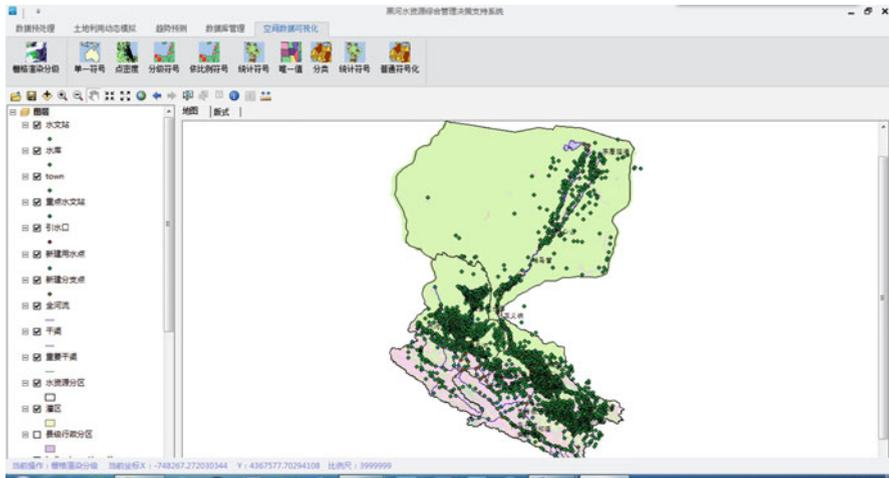 黑河水资源综合管理决策支持系统
数据预处理 土地利用动态模拟 趋势预测 数据库管理 空间数据可视化
栅格渲染分级 单一符号 点密度 分级符号 依比例符号 统计符号 唯一值 分类 统计符号 普通符号化
地图 版式
图层
水文站
水库
town
重点水文站
引水口
新建用水点
新建分支点
全河流
干渠
重要干渠
水资源分区
灌区
县级行政分区
正义峡
当前操作：栅格渲染分级 当前坐标X：-748267.272030344 Y：4367577.70294108 比例尺：3999999